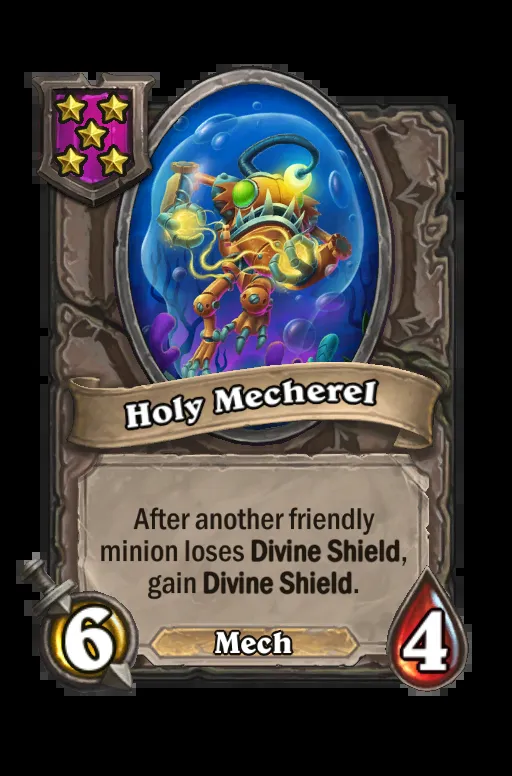 Holy Mecherel
After another friendly
minion loses Divine Shield,
gain Divine Shield.
6
Mech
4